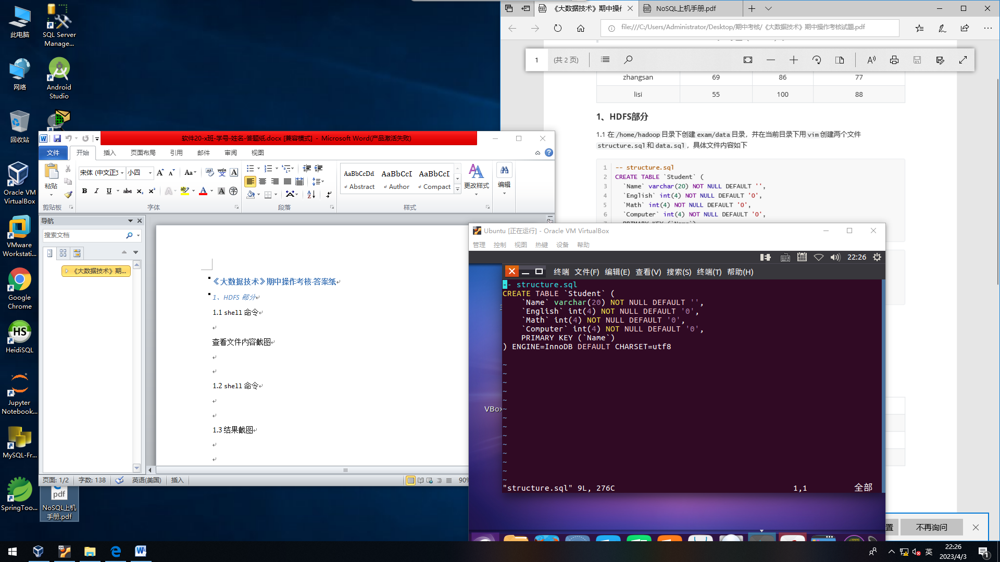 此电脑
SQL Server
Manage...
网络
Android
Studio
回收站
Oracle VM
VirtualBox
VMware
Workstati...
Google
Chrome
HeidiSQL
Jupyter
Notebook...
MySQL-Fr...
SpringToo...
NoSQL上机
手册.pdf
《大数据技术》期中操作
NoSQL上机手册.pdf
file:///C:/Users/Administrator/Desktop/期中考核/《大数据技术》期中操作考核试题.pdf
1 (共 2 页)
zhangsan 69 86 77
lisi 55 100 88
1、HDFS部分
1.1 在 /home/hadoop 目录下创建 exam/data 目录，并在当前目录下用 vim 创建两个文件
structure.sql 和 data.sql，具体文件内容如下
1 -- structure.sql
2 CREATE TABLE `Student` (
3 `Name` varchar(20) NOT NULL DEFAULT '',
4 `English` int(4) NOT NULL DEFAULT '0',
5 `Math` int(4) NOT NULL DEFAULT '0',
6 `Computer` int(4) NOT NULL DEFAULT '0',
软件20-x班-学号-姓名-答题纸.docx [兼容模式] - Microsoft Word(产品激活失败)
文件 开始 插入 页面布局 引用 邮件 审阅 视图
宋体 (中文正文 小四
粘贴
AaBbCcDd AaBbCcI AaBbCcI
Abstract Author Compact
更改样式
编辑
剪贴板 字体 段落 样式
导航
搜索文档
《大数据技术》期...
《大数据技术》期中操作考核-答案纸
1、HDFS 部分
1.1 shell 命令
查看文件内容截图
1.2 shell 命令
1.3 结果截图
页面: 1/2 字数: 138 英语(美国) 插入 90%
Ubuntu [正在运行] - Oracle VM VirtualBox
管理 控制 视图 热键 设备 帮助
22:26
终端 文件(F) 编辑(E) 查看(V) 搜索(S) 终端(T) 帮助(H)
-- structure.sql
CREATE TABLE `Student` (
`Name` varchar(20) NOT NULL DEFAULT '',
`English` int(4) NOT NULL DEFAULT '0',
`Math` int(4) NOT NULL DEFAULT '0',
`Computer` int(4) NOT NULL DEFAULT '0',
PRIMARY KEY (`Name`)
) ENGINE=InnoDB DEFAULT CHARSET=utf8
~
~
~
~
~
~
~
~
~
~
~
~
~
~
"structure.sql" 9L, 276C 1,1 全部
VBox
置 不再询问
英
22:26
2023/4/3
1